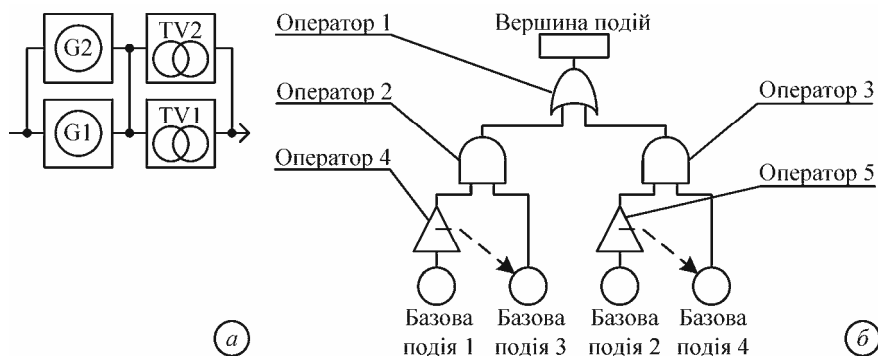 G2
TV2
G1
TV1
а
Оператор 1
Вершина подій
Оператор 2
Оператор 3
Оператор 4
Оператор 5
Базова
подія 1
Базова
подія 3
Базова
подія 2
Базова
подія 4
б